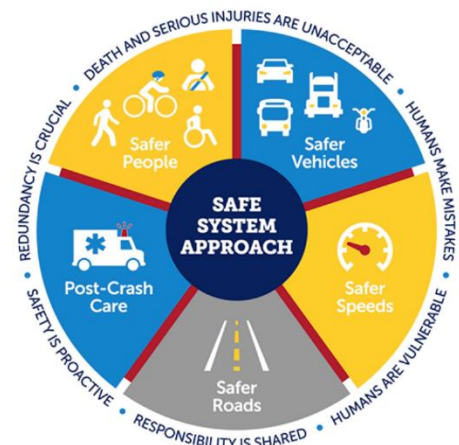 DEATH AND SERIOUS INJURIES ARE UNACCEPTABLE
HUMANS MAKE MISTAKES
HUMANS ARE VULNERABLE
RESPONSIBILITY IS SHARED
SAFETY IS PROACTIVE
REDUNDANCY IS CRUCIAL
Safer
People
Safer
Vehicles
SAFE
SYSTEM
APPROACH
Post-Crash
Care
Safer
Speeds
Safer
Roads